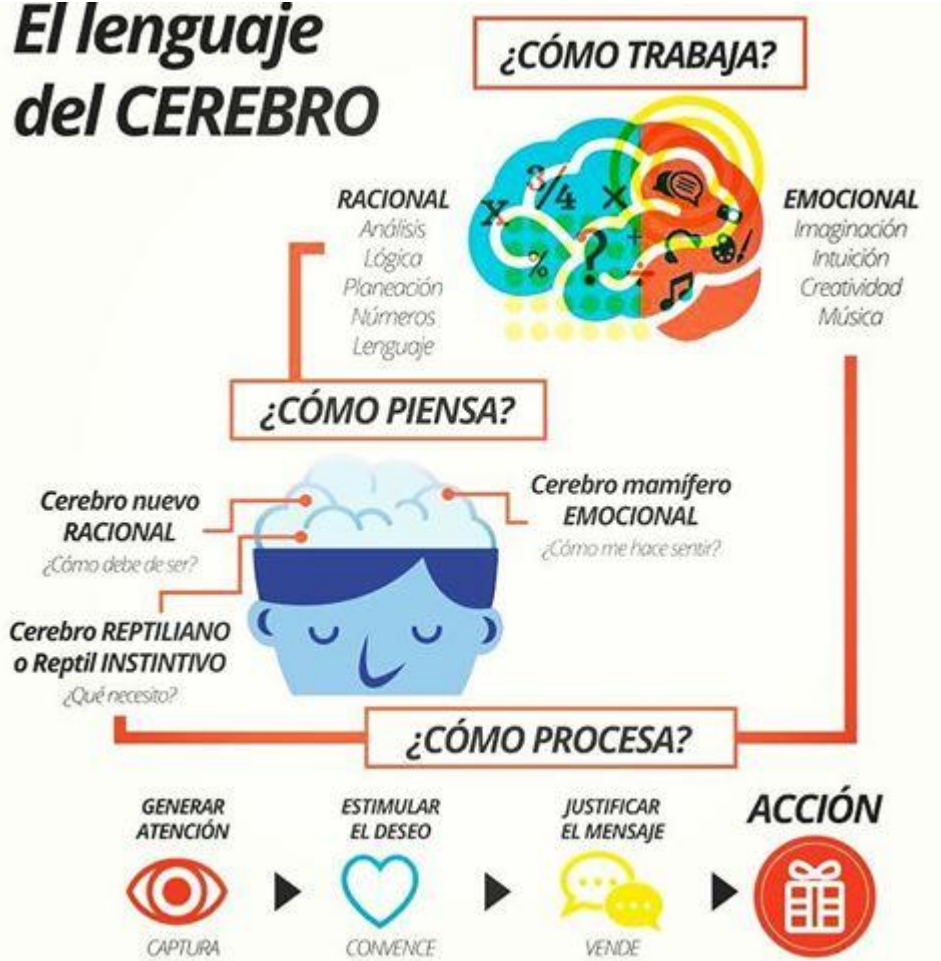 El lenguaje
del CEREBRO
¿CÓMO TRABAJA?
RACIONAL
Análisis
Lógica
Planeación
Números
Lenguaje
X
3/4
×
%
?
+
÷
EMOCIONAL
Imaginación
Intuición
Creatividad
Música
¿CÓMO PIENSA?
Cerebro nuevo
RACIONAL
¿Cómo debe de ser?
Cerebro mamífero
EMOCIONAL
¿Cómo me hace sentir?
Cerebro REPTILIANO
o Reptil INSTINTIVO
¿Qué necesito?
¿CÓMO PROCESA?
GENERAR
ATENCIÓN
CAPTURA
ESTIMULAR
EL DESEO
CONVENCE
JUSTIFICAR
EL MENSAJE
VENDE
ACCIÓN